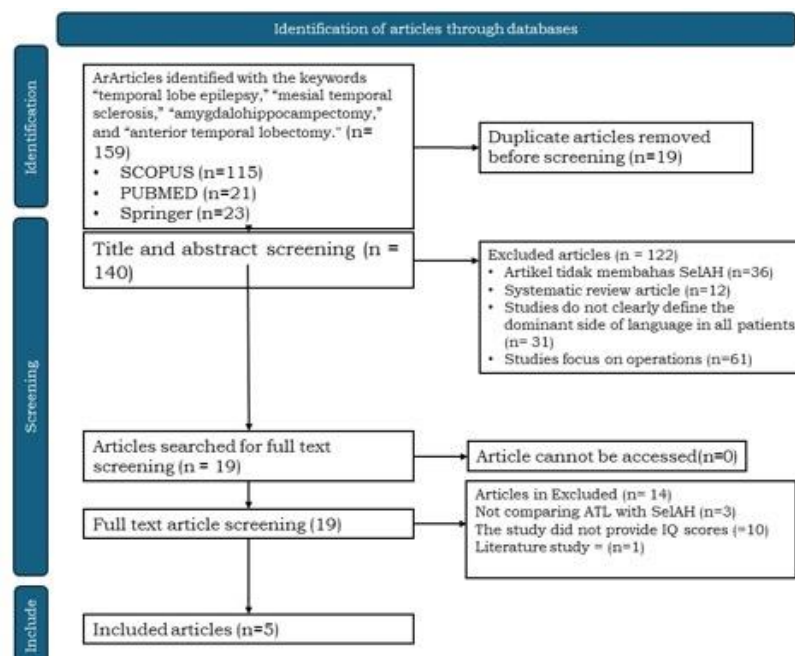 Identification of articles through databases
Identification
ArArticles identified with the keywords
“temporal lobe epilepsy,” “mesial temporal
sclerosis,” “amygdalohippocampectomy,”
and “anterior temporal lobectomy.” (n=
159)
• SCOPUS (n=115)
• PUBMED (n=21)
• Springer (n=23)
Duplicate articles removed
before screening (n=19)
Screening
Title and abstract screening (n =
140)
Excluded articles (n = 122)
• Artikel tidak membahas SelAH (n=36)
• Systematic review article (n=12)
• Studies do not clearly define the
dominant side of language in all patients
(n= 31)
• Studies focus on operations (n=61)
Articles searched for full text
screening (n = 19)
Article cannot be accessed(n=0)
Full text article screening (19)
Articles in Excluded (n= 14)
Not comparing ATL with SelAH (n=3)
The study did not provide IQ scores (=10)
Literature study = (n=1)
Include
Included articles (n=5)